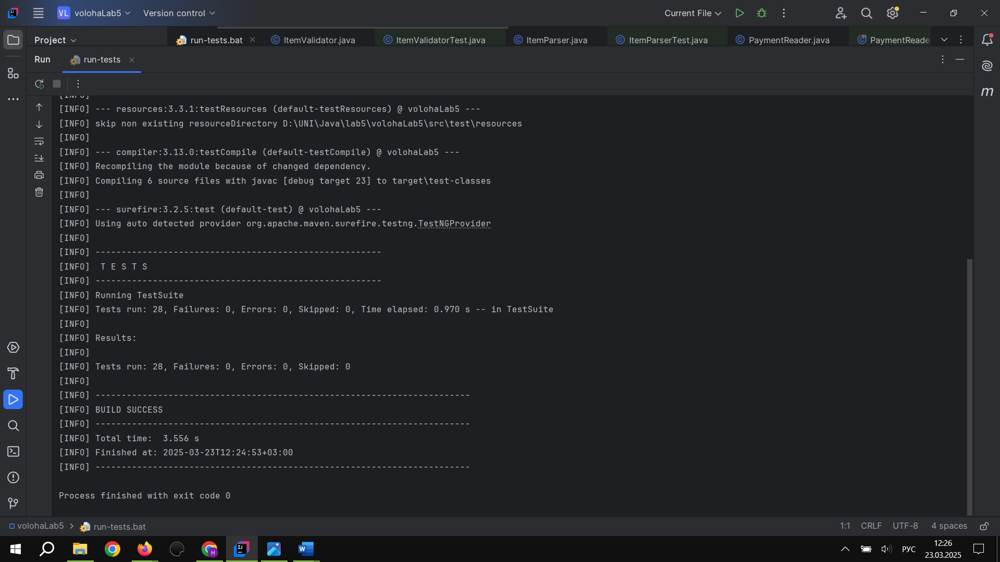 VL volohaLab5 Version control Current File
Project run-tests.bat ItemValidator.java ItemValidatorTest.java ItemParser.java ItemParserTest.java PaymentReader.java PaymentReade
Run run-tests
[INFO]
[INFO] --- resources:3.3.1:testResources (default-testResources) @ volohaLab5 ---
[INFO] skip non existing resourceDirectory D:\UNI\Java\lab5\volohaLab5\src\test\resources
[INFO]
[INFO] --- compiler:3.13.0:testCompile (default-testCompile) @ volohaLab5 ---
[INFO] Recompiling the module because of changed dependency.
[INFO] Compiling 6 source files with javac [debug target 23] to target\test-classes
[INFO]
[INFO] --- surefire:3.2.5:test (default-test) @ volohaLab5 ---
[INFO] Using auto detected provider org.apache.maven.surefire.testng.TestNGProvider
[INFO]
[INFO] -------------------------------------------------------
[INFO]  T E S T S
[INFO] -------------------------------------------------------
[INFO] Running TestSuite
[INFO] Tests run: 28, Failures: 0, Errors: 0, Skipped: 0, Time elapsed: 0.970 s -- in TestSuite
[INFO]
[INFO] Results:
[INFO]
[INFO] Tests run: 28, Failures: 0, Errors: 0, Skipped: 0
[INFO]
[INFO] ------------------------------------------------------------------------
[INFO] BUILD SUCCESS
[INFO] ------------------------------------------------------------------------
[INFO] Total time:  3.556 s
[INFO] Finished at: 2025-03-23T12:24:53+03:00
[INFO] ------------------------------------------------------------------------
Process finished with exit code 0
volohaLab5 > run-tests.bat 1:1 CRLF UTF-8 4 spaces
РУС 12:26
23.03.2025